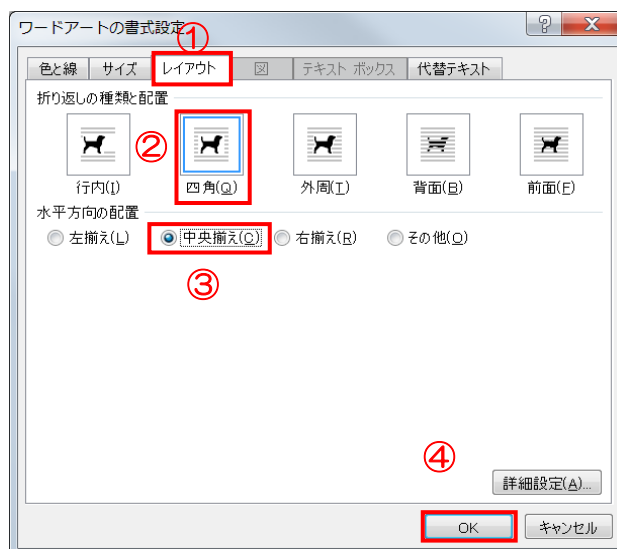 ワードアートの書式設定
①
色と線 サイズ レイアウト 図 テキスト ボックス 代替テキスト
折り返しの種類と配置
②
行内(I) 四角(Q) 外周(T) 背面(B) 前面(F)
水平方向の配置
左揃え(L) 中央揃え(C) 右揃え(R) その他(O)
③
④
詳細設定(A)...
OK キャンセル